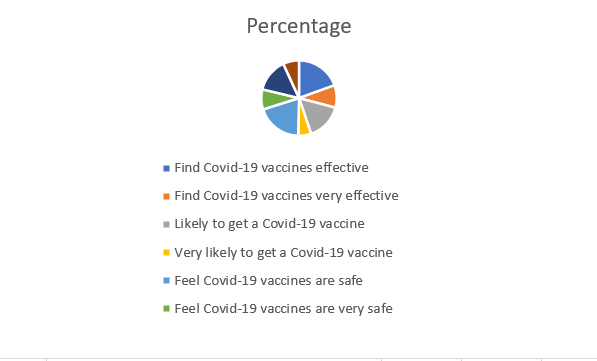 Percentage
Find Covid-19 vaccines effective
Find Covid-19 vaccines very effective
Likely to get a Covid-19 vaccine
Very likely to get a Covid-19 vaccine
Feel Covid-19 vaccines are safe
Feel Covid-19 vaccines are very safe